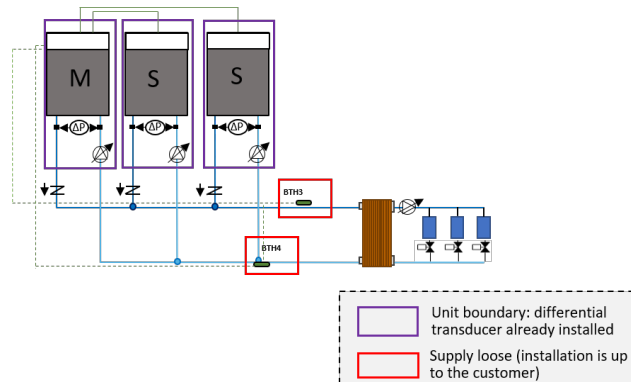 M
S
S
ΔP
ΔP
ΔP
BTH3
BTH4
Unit boundary: differential
transducer already installed
Supply loose (installation is up
to the customer)